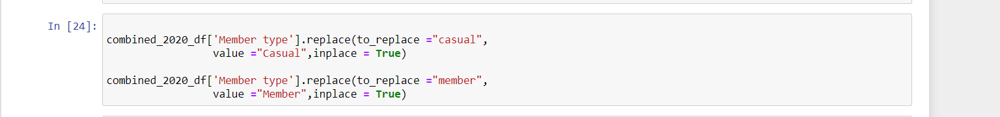 In [24]:
combined_2020_df['Member type'].replace(to_replace ="casual",
                 value ="Casual",inplace = True)
combined_2020_df['Member type'].replace(to_replace ="member",
                 value ="Member",inplace = True)